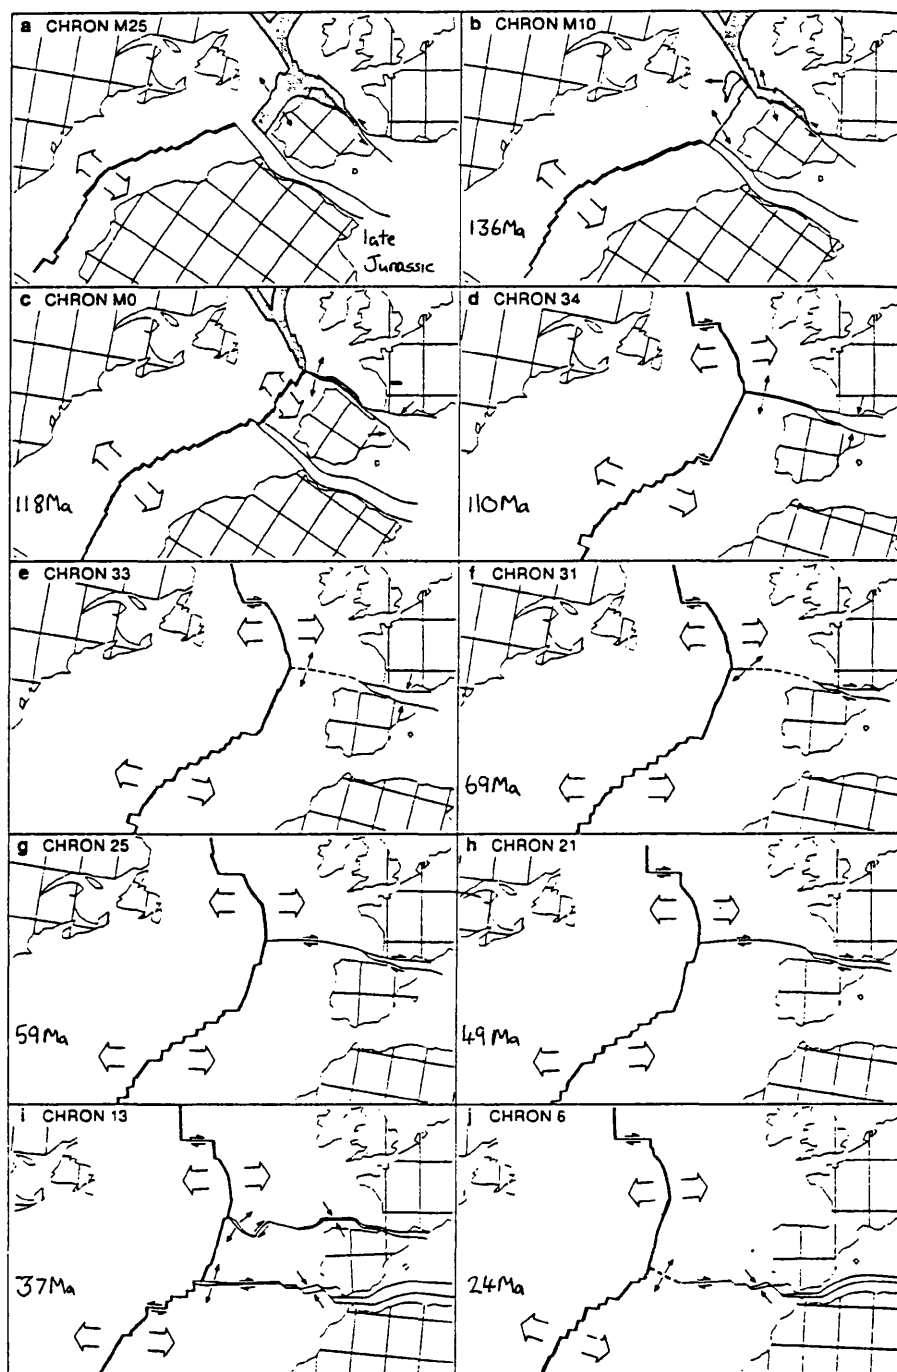 a CHRON M25
late
Jurassic
b CHRON M10
136Ma
c CHRON M0
118Ma
d CHRON 34
110Ma
e CHRON 33
f CHRON 31
69Ma
g CHRON 25
59Ma
h CHRON 21
49Ma
i CHRON 13
37Ma
j CHRON 6
24Ma